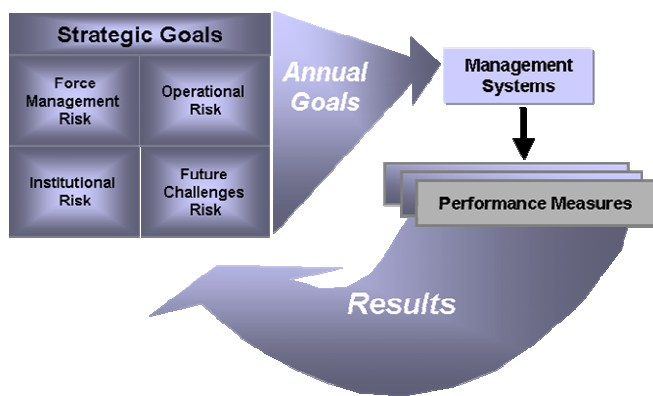 Strategic Goals
Force
Management
Risk
Operational
Risk
Institutional
Risk
Future
Challenges
Risk
Annual
Goals
Management
Systems
Performance Measures
Results